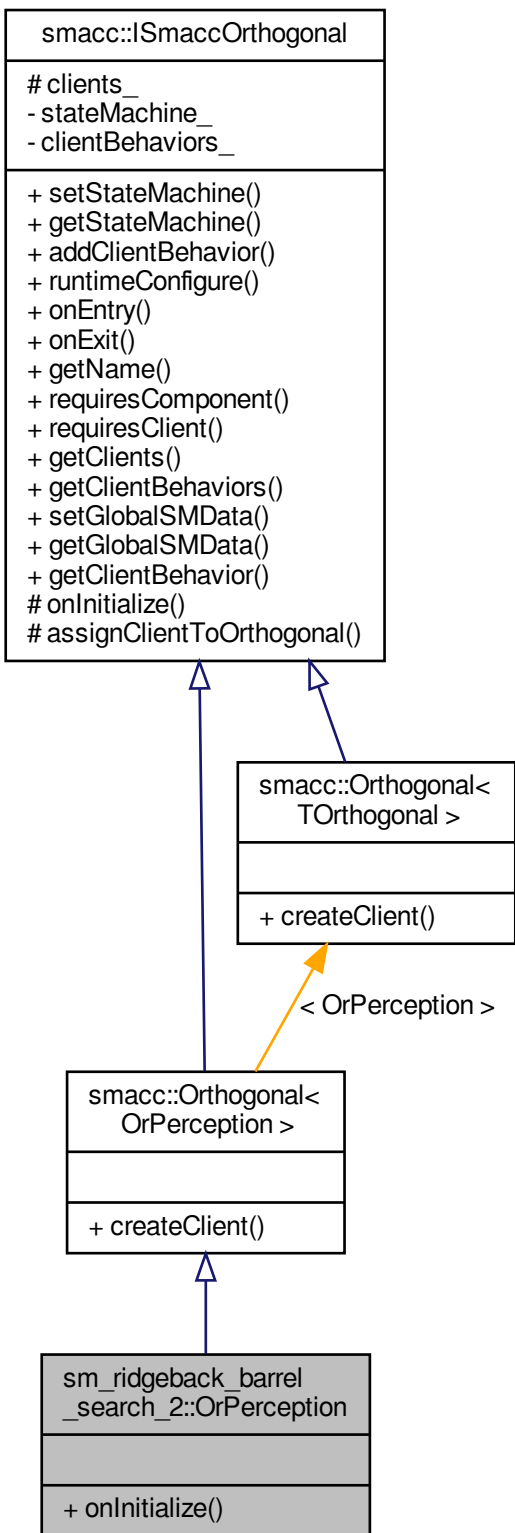 smacc::ISmaccOrthogonal
# clients_
- stateMachine_
- clientBehaviors_
+ setStateMachine()
+ getStateMachine()
+ addClientBehavior()
+ runtimeConfigure()
+ onEntry()
+ onExit()
+ getName()
+ requiresComponent()
+ requiresClient()
+ getClients()
+ getClientBehaviors()
+ setGlobalSMData()
+ getGlobalSMData()
+ getClientBehavior()
# onInitialize()
# assignClientToOrthogonal()
smacc::Orthogonal<
TOrthogonal >
+ createClient()
< OrPerception >
smacc::Orthogonal<
OrPerception >
+ createClient()
sm_ridgeback_barrel
_search_2::OrPerception
+ onInitialize()